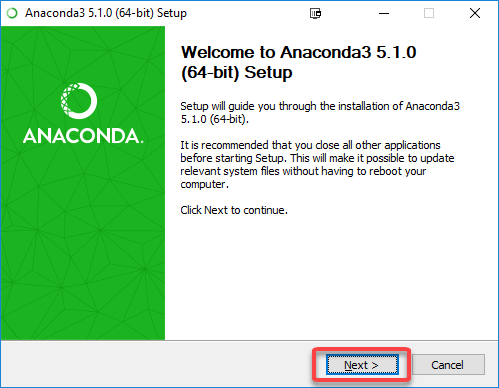 Anaconda3 5.1.0 (64-bit) Setup
Welcome to Anaconda3 5.1.0
(64-bit) Setup
Setup will guide you through the installation of Anaconda3
5.1.0 (64-bit).
It is recommended that you close all other applications
before starting Setup. This will make it possible to update
relevant system files without having to reboot your
computer.
Click Next to continue.
ANACONDA.
Next >
Cancel